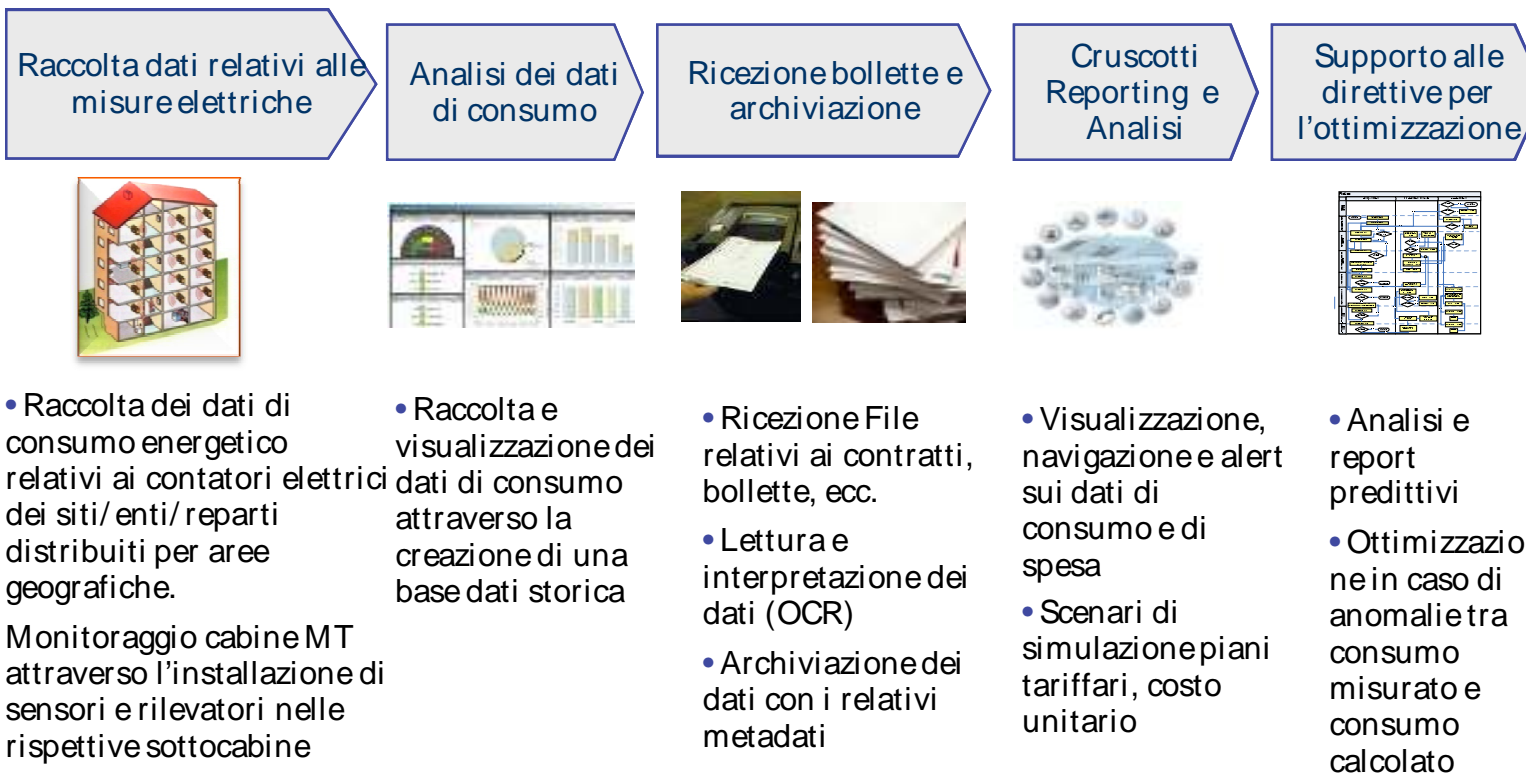 Raccolta dati relativi alle
misure elettriche
Analisi dei dati
di consumo
Ricezione bollette e
archiviazione
Cruscotti
Reporting e
Analisi
Supporto alle
direttive per
l'ottimizzazione
• Raccolta dei dati di
consumo energetico
relativi ai contatori elettrici
dei siti/ enti/ reparti
distribuiti per aree
geografiche.
Monitoraggio cabine MT
attraverso l'installazione di
sensori e rilevatori nelle
rispettive sottocabine
• Raccolta e
visualizzazione dei
dati di consumo
attraverso la
creazione di una
base dati storica
• Ricezione File
relativi ai contratti,
bollette, ecc.
• Lettura e
interpretazione dei
dati (OCR)
• Archiviazione dei
dati con i relativi
metadati
• Visualizzazione,
navigazione e alert
sui dati di
consumo e di
spesa
• Scenari di
simulazione piani
tariffari, costo
unitario
• Analisi e
report
predittivi
• Ottimizzazio
ne in caso di
anomalie tra
consumo
misurato e
consumo
calcolato